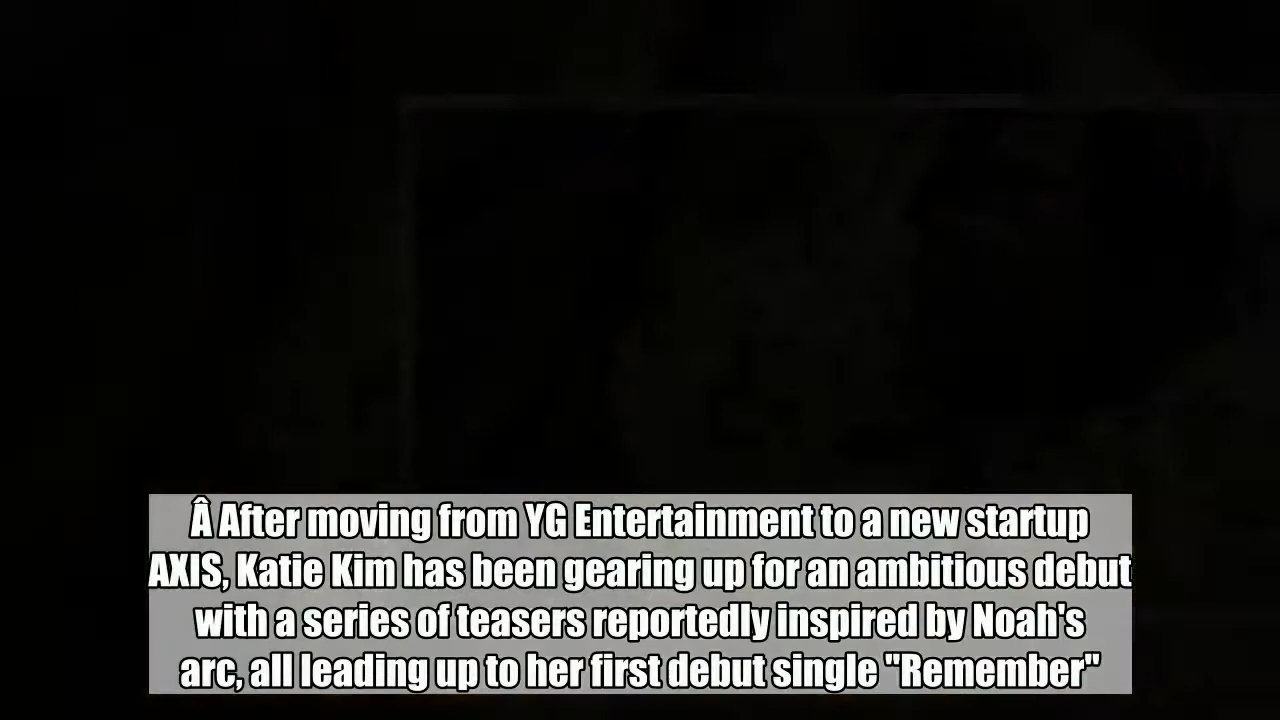 Â After moving from YG Entertainment to a new startup
AXIS, Katie Kim has been gearing up for an ambitious debut
with a series of teasers reportedly inspired by Noah's
arc, all leading up to her first debut single "Remember"